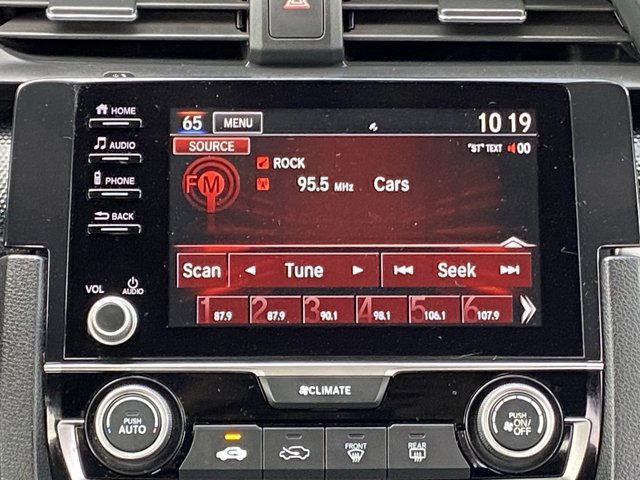 HOME
65 MENU 10 19
AUDIO
SOURCE "ST" TEXT 00
ROCK
FM 95.5 MHz Cars
PHONE
BACK
Scan Tune Seek
VOL AUDIO
1 87.9 2 87.9 3 90.1 4 98.1 5 106.1 6 107.9
CLIMATE
PUSH AUTO
PUSH ON/OFF
FRONT REAR